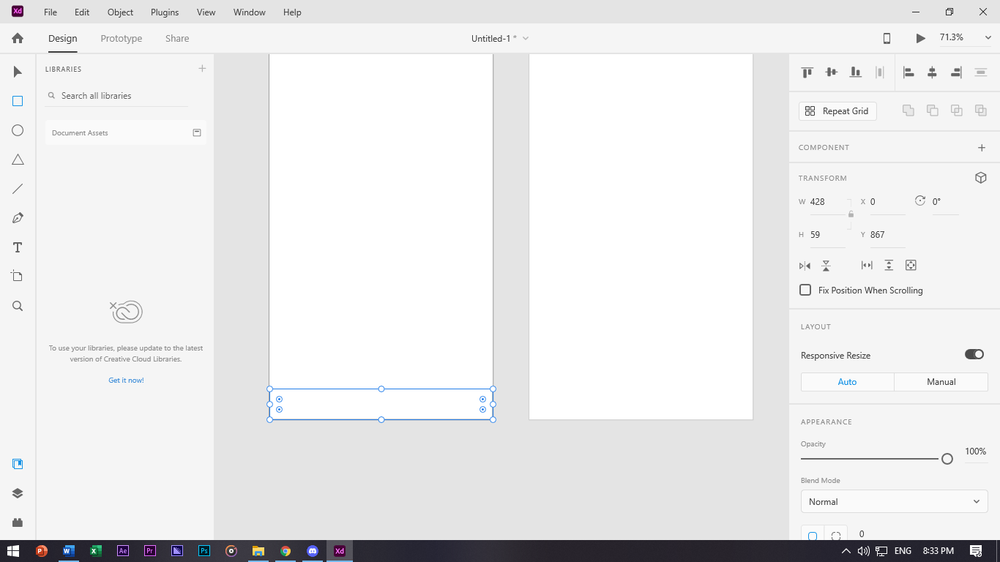 Xd File Edit Object Plugins View Window Help
Design Prototype Share Untitled-1 * 71.3%
LIBRARIES
Search all libraries
Document Assets
To use your libraries, please update to the latest
version of Creative Cloud Libraries.
Get it now!
Repeat Grid
COMPONENT
TRANSFORM
W 428 X 0 0°
H 59 Y 867
Fix Position When Scrolling
LAYOUT
Responsive Resize
Auto Manual
APPEARANCE
Opacity
100%
Blend Mode
Normal
0
P W X Ae Pr Ps Xd ENG 8:33 PM